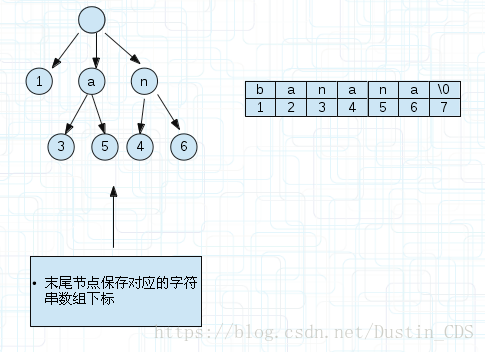 1 a n
3 5 4 6
b a n a n a \0
1 2 3 4 5 6 7
• 末尾节点保存对应的字符
串数组下标
https://blog.csdn.net/Dustin_CDS